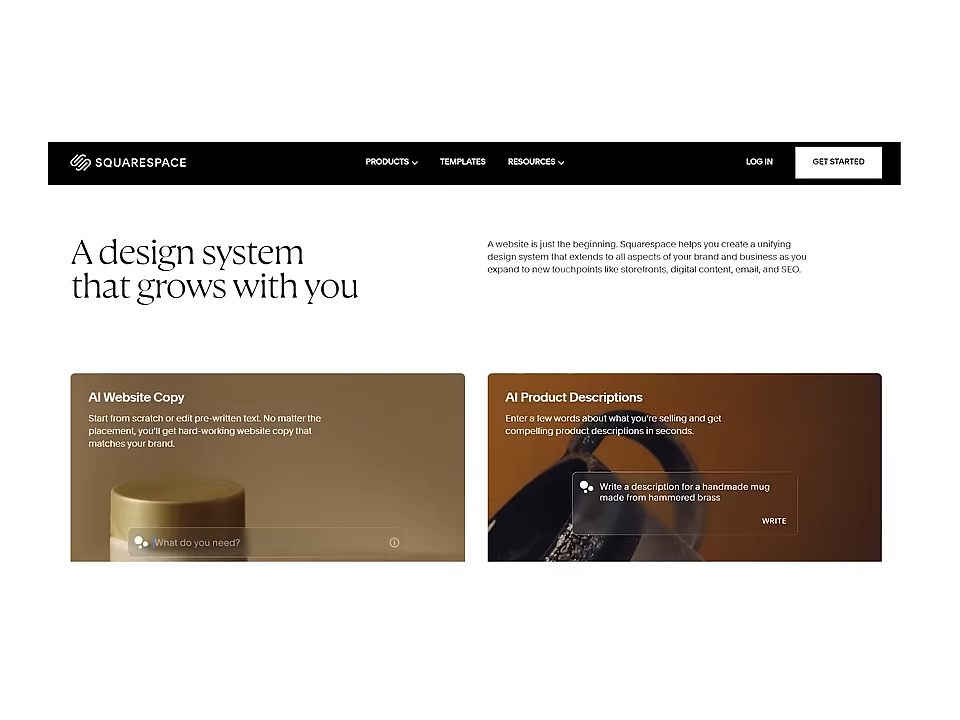 SQUARESPACE
PRODUCTS
TEMPLATES
RESOURCES
LOG IN
GET STARTED
A design system
that grows with you
A website is just the beginning. Squarespace helps you create a unifying
design system that extends to all aspects of your brand and business as you
expand to new touchpoints like storefronts, digital content, email, and SEO.
AI Website Copy
Start from scratch or edit pre-written text. No matter the
placement, you'll get hard-working website copy that
matches your brand.
What do you need?
AI Product Descriptions
Enter a few words about what you're selling and get
compelling product descriptions in seconds.
Write a description for a handmade mug
made from hammered brass
WRITE